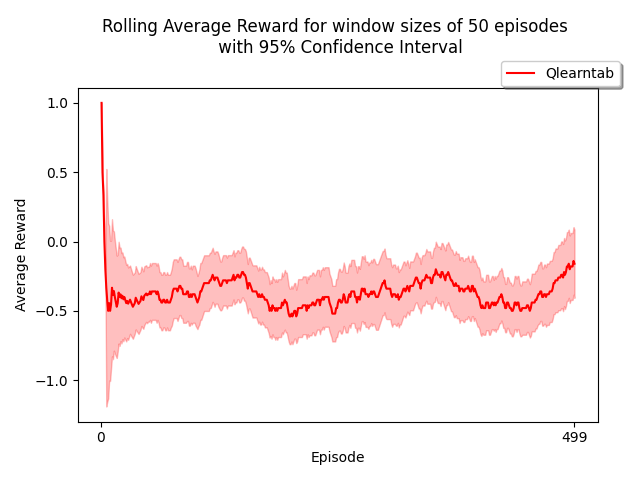 Rolling Average Reward for window sizes of 50 episodes
with 95% Confidence Interval
Qlearntab
1.0
0.5
0.0
−0.5
−1.0
Average Reward
0
499
Episode